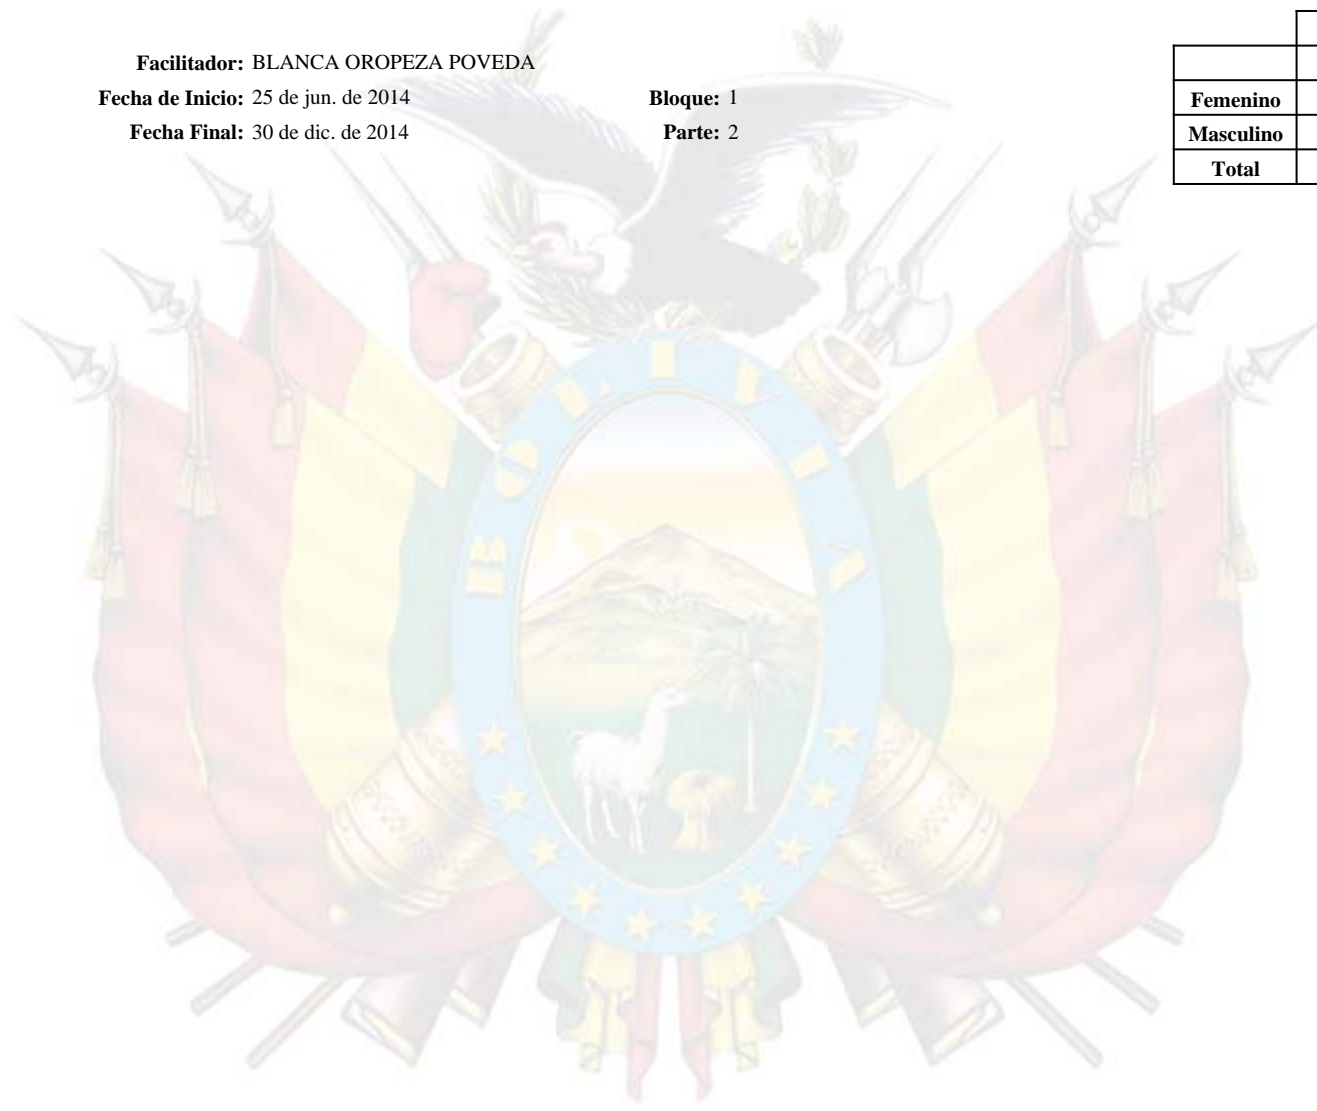 Facilitador: BLANCA OROPEZA POVEDA
Fecha de Inicio: 25 de jun. de 2014 Bloque: 1
Fecha Final: 30 de dic. de 2014 Parte: 2
Femenino
Masculino
Total
BOLIVIA